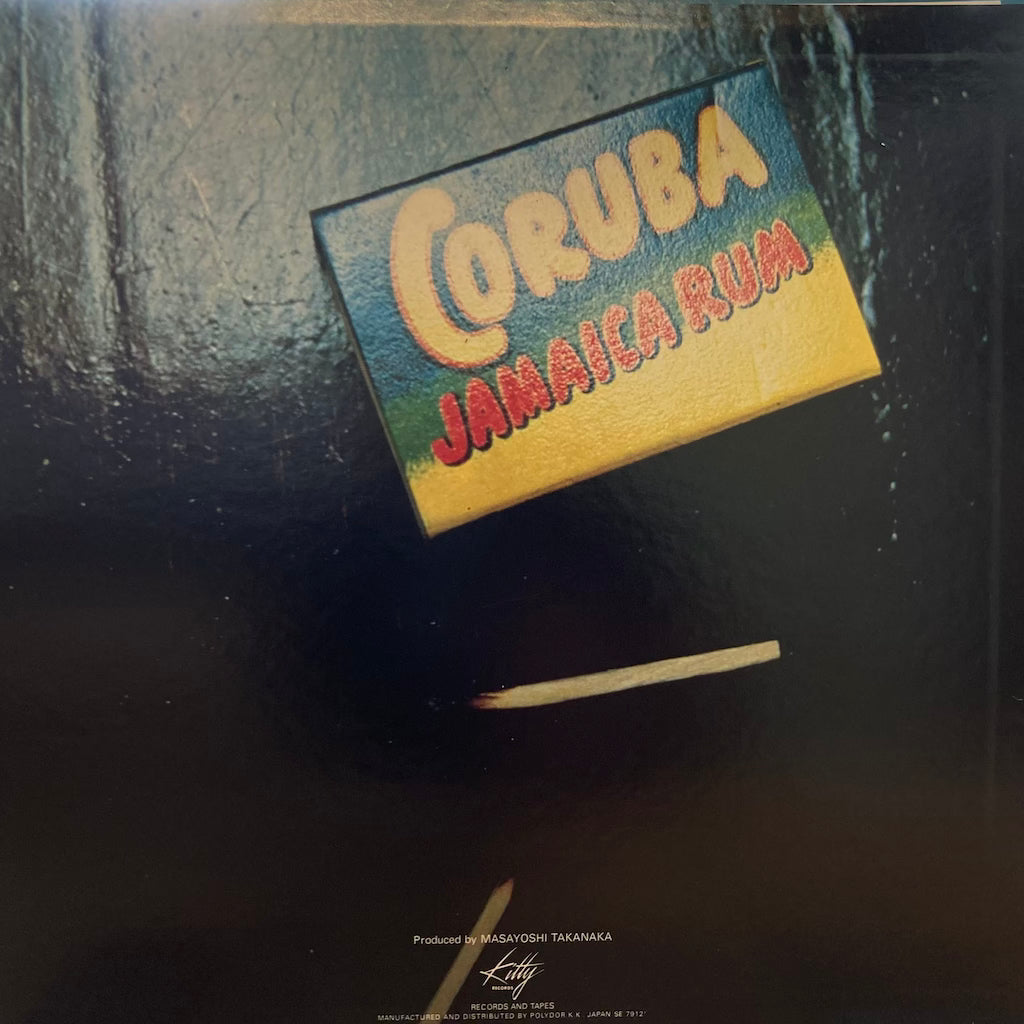 CORUBA
JAMAICA RUM
Produced by MASAYOSHI TAKANAKA
Kitty
RECORDS
RECORDS AND TAPES
MANUFACTURED AND DISTRIBUTED BY POLYDOR K.K. JAPAN SE 7912'